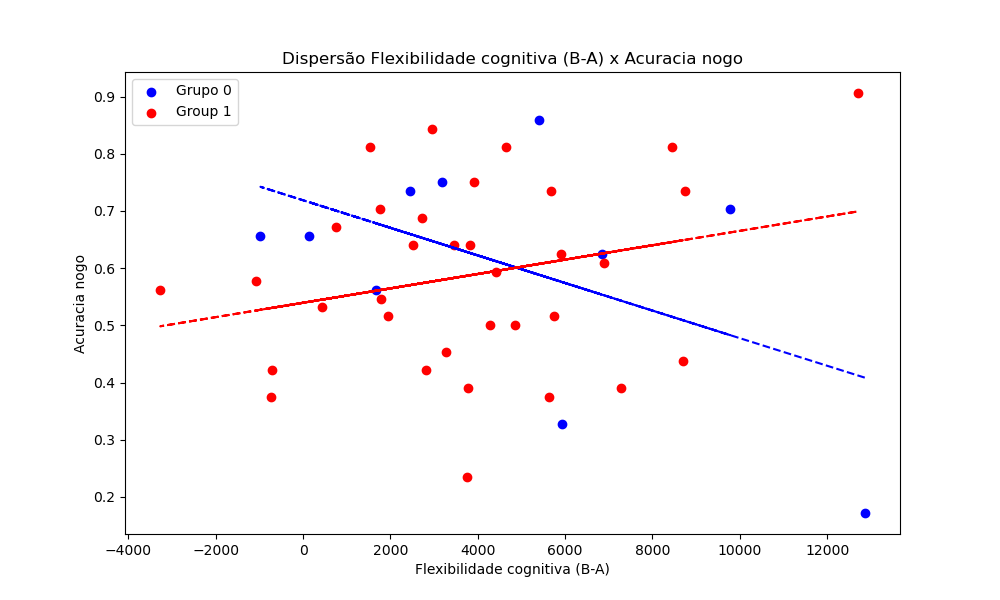 Dispersão Flexibilidade cognitiva (B-A) x Acuracia nogo
Grupo 0
Group 1
0.9
0.8
0.7
0.6
0.5
0.4
0.3
0.2
Acuracia nogo
−4000 −2000 0 2000 4000 6000 8000 10000 12000
Flexibilidade cognitiva (B-A)